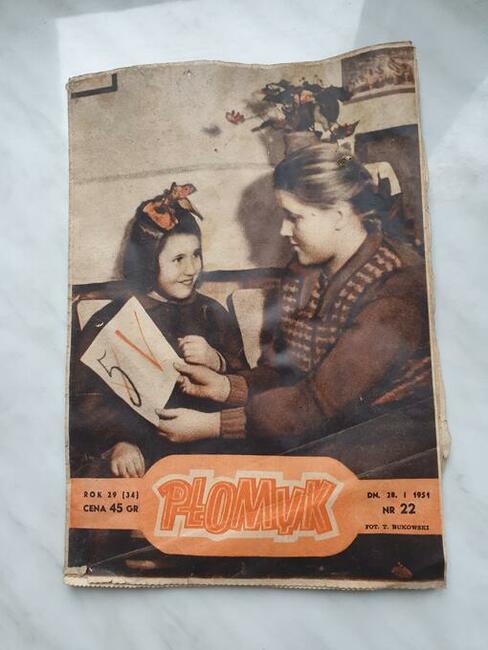 5
ROK 29 (34)
CENA 45 GR
PŁOMYK
DN. 28. I 1951
NR 22
FOT. T. BUKOWSKI